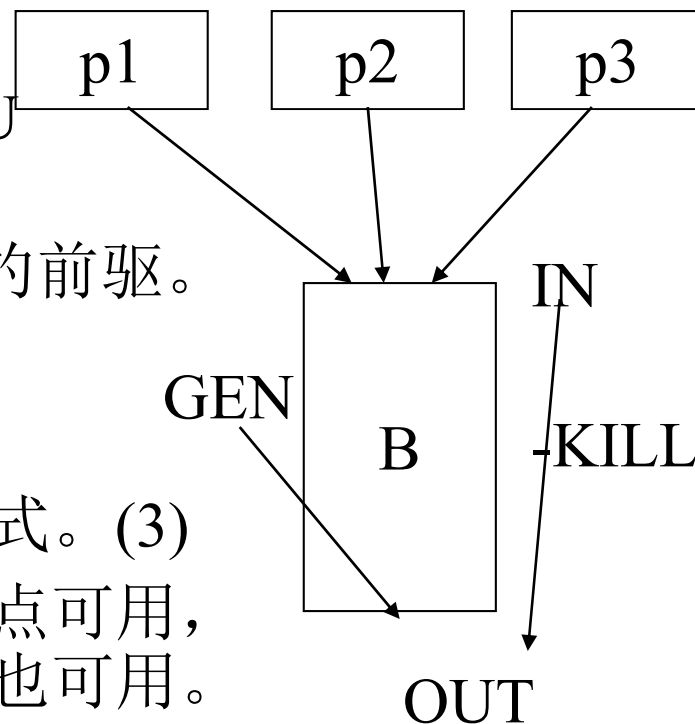 p1 p2 p3
U
的前驱。 IN
GEN
B -KILL
式。(3)
点可用，
也可用。
OUT